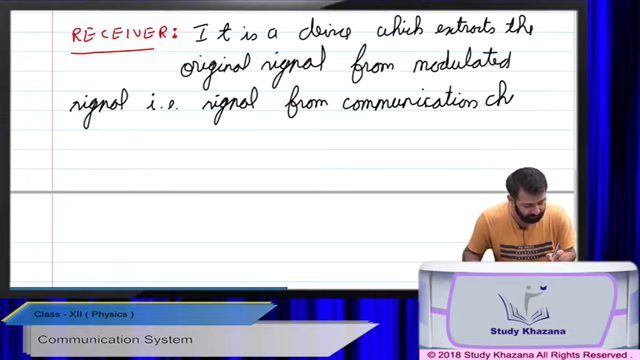 RECEIVER: It is a device which extracts the
original signal from modulated
signal i.e. signal from communication ch
Study Khazana
Class - XII ( Physics )
Communication System
© 2018 Study Khazana. All Rights Reserved.